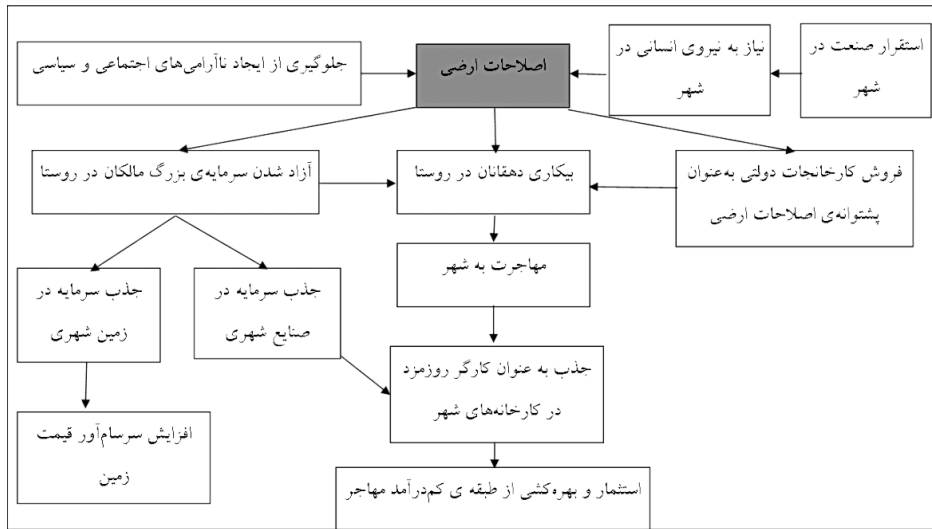 استقرار صنعت در
شهر
نیاز به نیروی انسانی در
شهر
اصلاحات ارضی
جلوگیری از ایجاد ناآرامی‌های اجتماعی و سیاسی
فروش کارخانجات دولتی به‌عنوان
پشتوانه‌ی اصلاحات ارضی
بیکاری دهقانان در روستا
آزاد شدن سرمایه‌ی بزرگ مالکان در روستا
مهاجرت به شهر
جذب سرمایه در
صنایع شهری
جذب سرمایه در
زمین شهری
جذب به عنوان کارگر روزمزد
در کارخانه‌های شهر
افزایش سرسام‌آور قیمت
زمین
استثمار و بهره‌کشی از طبقه ی کم‌درآمد مهاجر